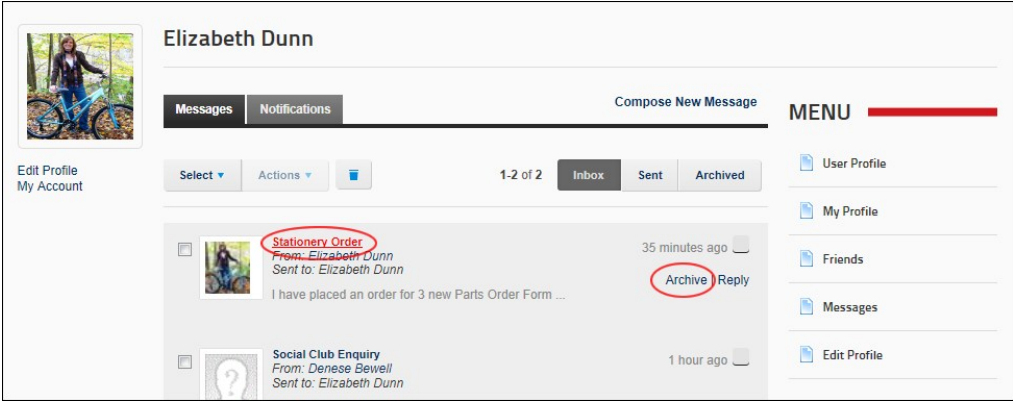 Elizabeth Dunn
Messages Notifications Compose New Message
Edit Profile
My Account
Select Actions 1-2 of 2 Inbox Sent Archived
Stationery Order 35 minutes ago
From: Elizabeth Dunn
Sent to: Elizabeth Dunn Archive | Reply
I have placed an order for 3 new Parts Order Form ...
Social Club Enquiry 1 hour ago
From: Denese Bewell
Sent to: Elizabeth Dunn
MENU
User Profile
My Profile
Friends
Messages
Edit Profile